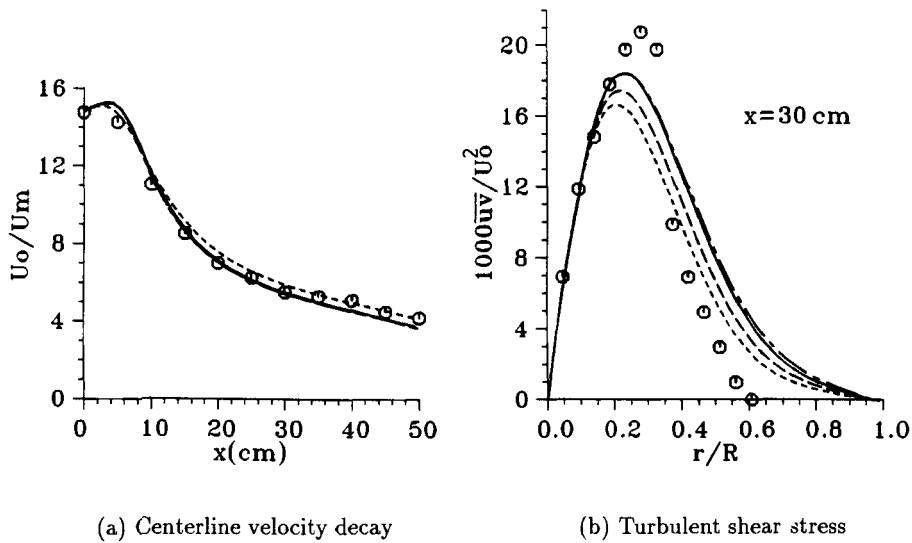 16
12
8
4
0
Uo/Um
0 10 20 30 40 50
x(cm)
(a) Centerline velocity decay
20
16
12
8
4
0
1000u̅v̅/Uo²
x=30 cm
0.0 0.2 0.4 0.6 0.8 1.0
r/R
(b) Turbulent shear stress